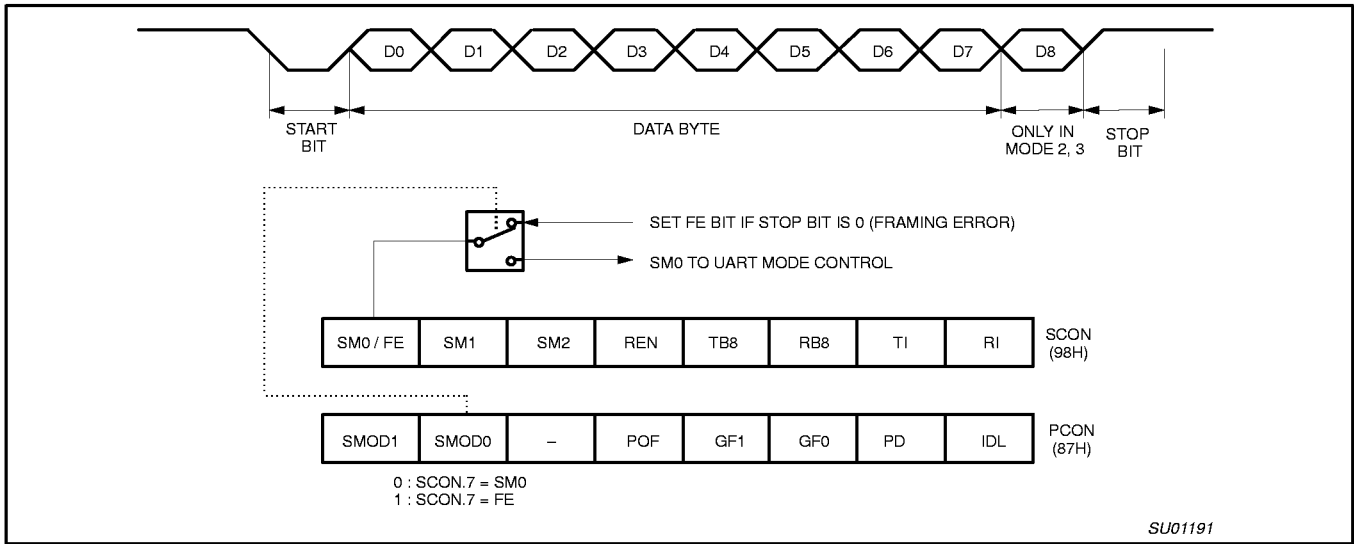 D0 D1 D2 D3 D4 D5 D6 D7 D8
START
BIT
DATA BYTE
ONLY IN
MODE 2, 3
STOP
BIT
SET FE BIT IF STOP BIT IS 0 (FRAMING ERROR)
SM0 TO UART MODE CONTROL
SM0 / FE SM1 SM2 REN TB8 RB8 TI RI
SCON
(98H)
SMOD1 SMOD0 – POF GF1 GF0 PD IDL
PCON
(87H)
0 : SCON.7 = SM0
1 : SCON.7 = FE
SU01191